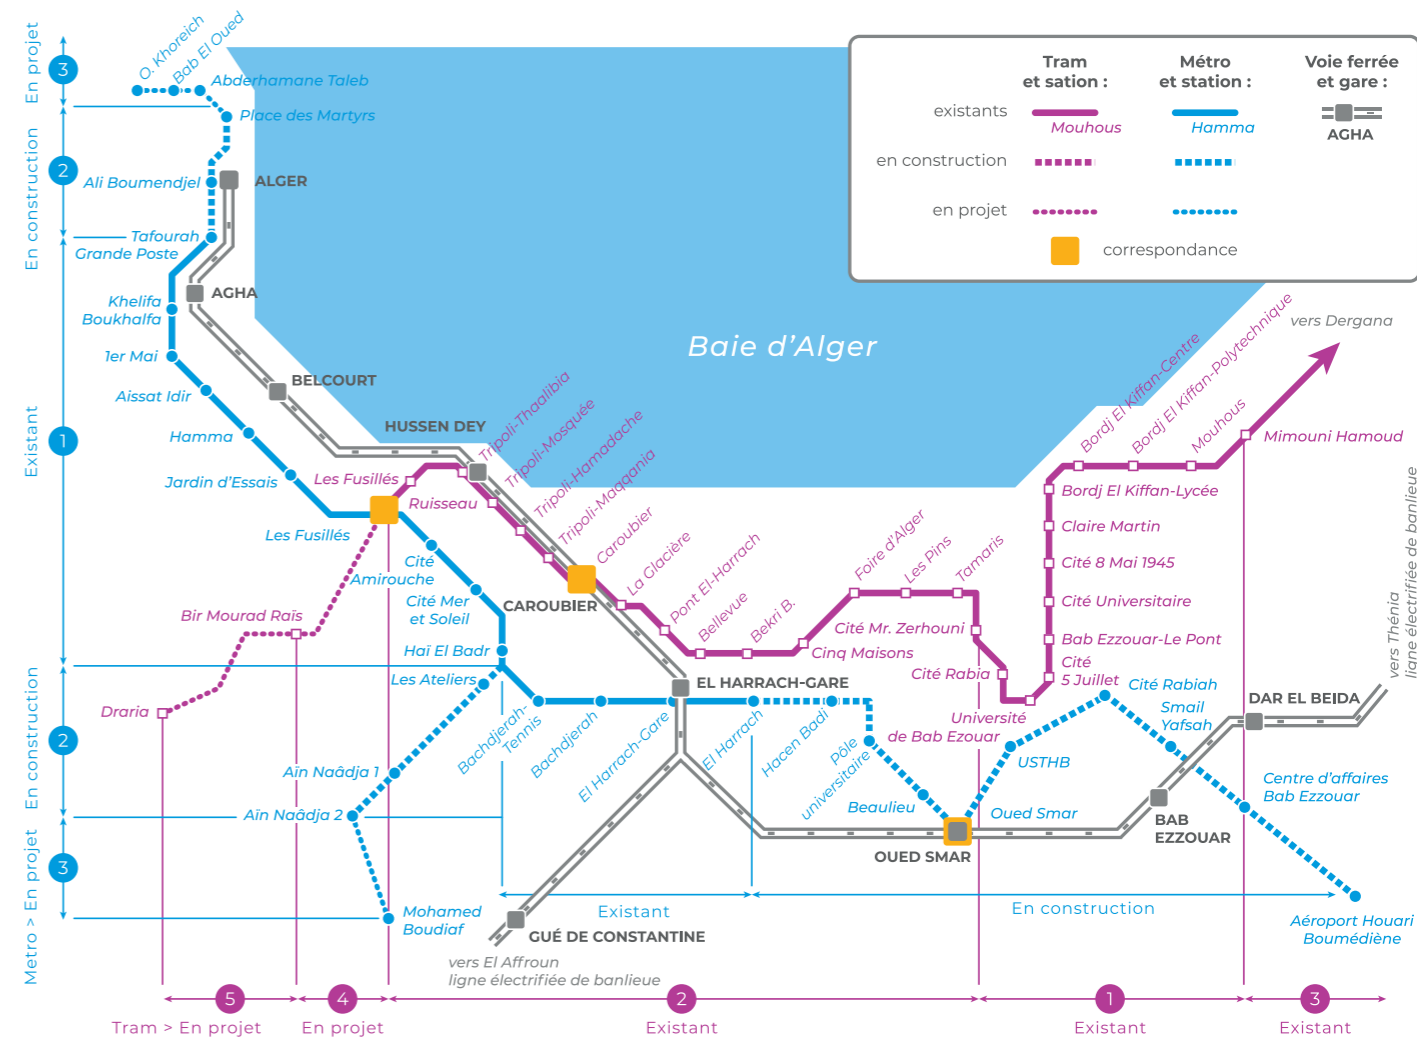 En projet
3
En construction
2
Existant
1
En construction
2
Metro > En projet
3
O. Khoreich
Bab El Oued
Abderhamane Taleb
Place des Martyrs
Ali Boumendjel
ALGER
Tafourah
Grande Poste
AGHA
Khelifa
Boukhalfa
1er Mai
Aissat Idir
BELCOURT
Hamma
Jardin d'Essais
HUSSEN DEY
Les Fusillés
Ruisseau
Les Fusillés
Tripoli-Thaalibia
Tripoli-Mosquée
Tripoli-Hamadache
Tripoli-Maqqania
Caroubier
CAROUBIER
La Glacière
Pont El-Harrach
Bellevue
Bekri B.
Cinq Maisons
Foire d'Alger
Les Pins
Tamaris
Cité Mr. Zerhouni
Cité Rabia
Université
de Bab Ezouar
Cité
5 Juillet
Bab Ezzouar-Le Pont
Cité Universitaire
Cité 8 Mai 1945
Claire Martin
Bordj El Kiffan-Lycée
Bordj El Kiffan-Centre
Bordj El Kiffan-Polytechnique
Mouhous
Mimouni Hamoud
vers Dergana
Baie d'Alger
Tram
et sation :
Métro
et station :
Voie ferrée
et gare :
existants
Mouhous
Hamma
AGHA
en construction
en projet
correspondance
Cité
Amirouche
Cité Mer
et Soleil
Haï El Badr
Les Ateliers
Bir Mourad Raïs
Draria
Aïn Naâdja 1
Aïn Naâdja 2
Mohamed
Boudiaf
Bachdjerah-
Tennis
Bachdjerah
El Harrach-Gare
EL HARRACH-GARE
El Harrach
Hacen Badi
Pôle
universitaire
Beaulieu
Oued Smar
OUED SMAR
USTHB
Cité Rabiah
Smail
Yafsah
DAR EL BEIDA
BAB
EZZOUAR
Centre d'affaires
Bab Ezzouar
Aéroport Houari
Boumédiène
vers Thénia
ligne électrifiée de banlieue
GUÉ DE CONSTANTINE
vers El Affroun
ligne électrifiée de banlieue
Existant
En construction
5
4
2
1
3
Tram > En projet
En projet
Existant
Existant
Existant